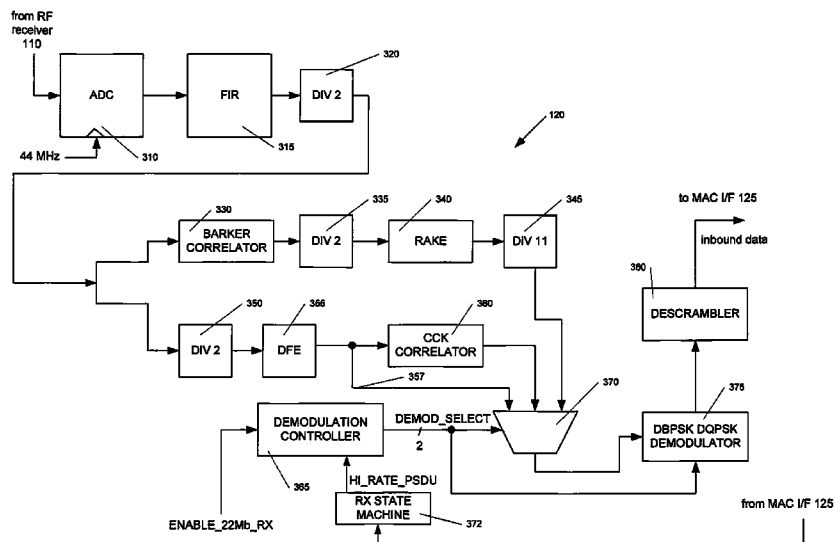 from RF
receiver
110
320
ADC
FIR
DIV 2
120
44 MHz
310
315
330
335
340
345
to MAC I/F 125
BARKER
CORRELATOR
DIV 2
RAKE
DIV 11
inbound data
350
366
360
380
DIV 2
DFE
CCK
CORRELATOR
DESCRAMBLER
357
370
375
DEMODULATION
CONTROLLER
DEMOD_SELECT
2
DBPSK DQPSK
DEMODULATOR
365
HI_RATE_PSDU
ENABLE_22Mb_RX
RX STATE
MACHINE
372
from MAC I/F 125